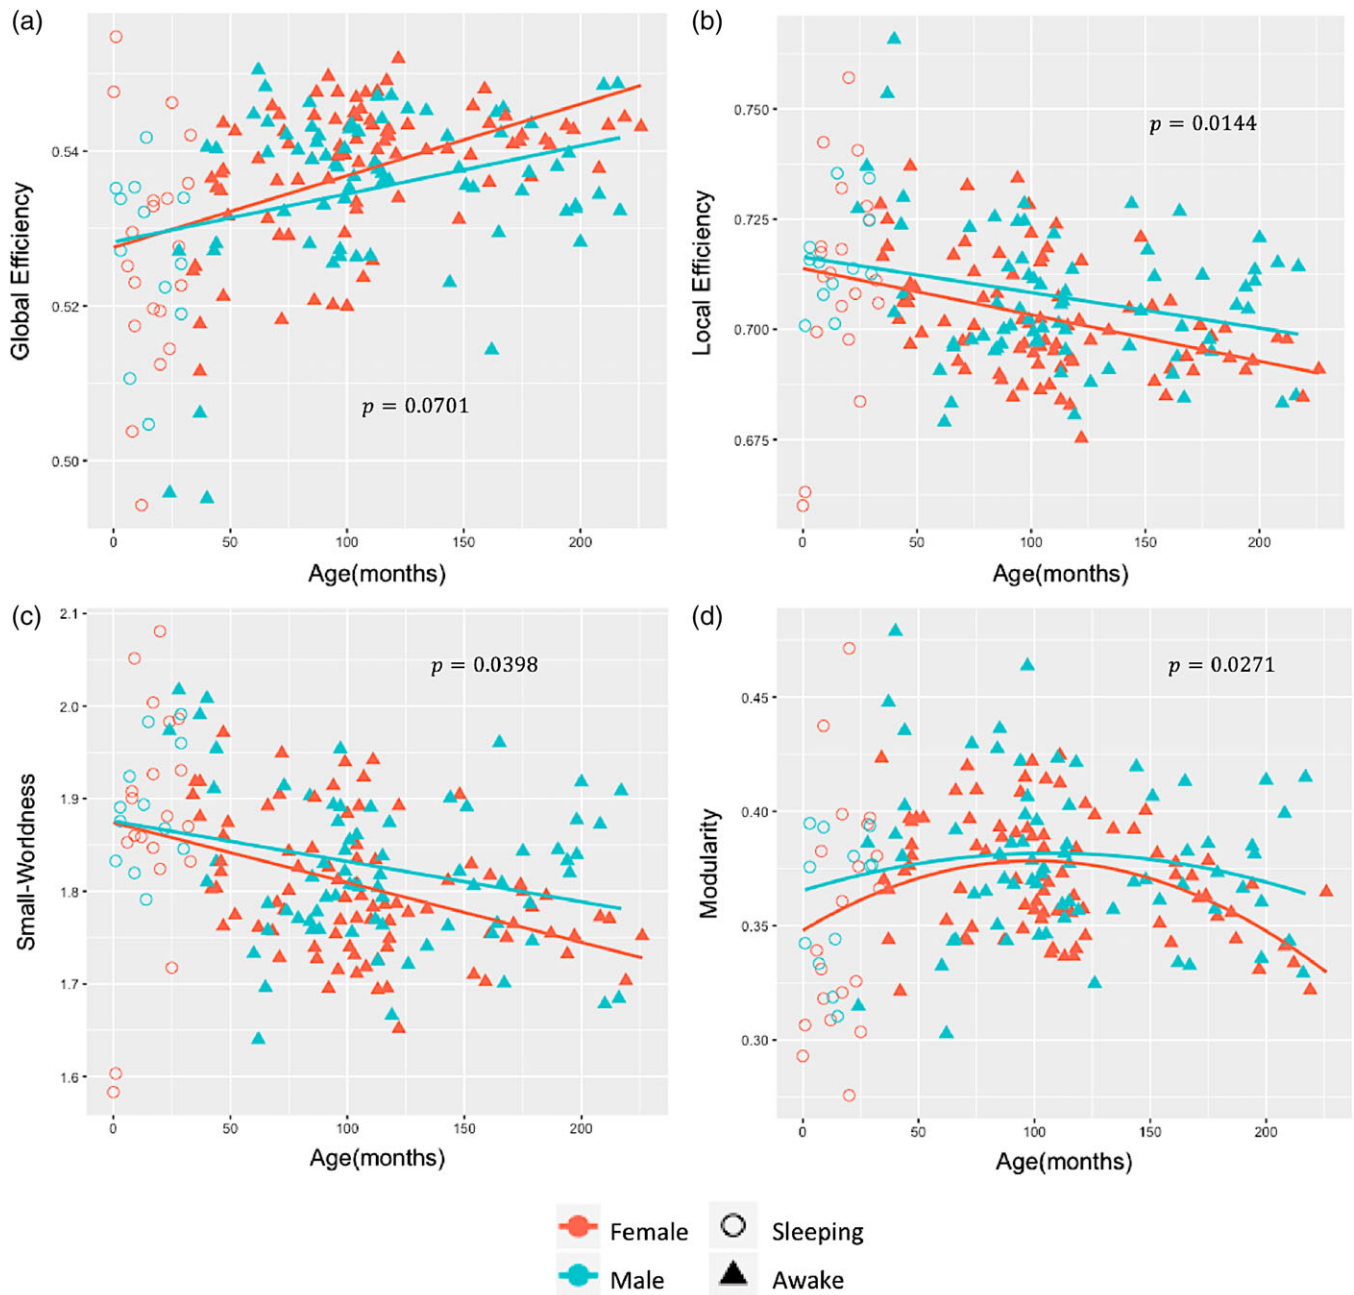 (a)
Global Efficiency
0.54
0.52
0.50
p = 0.0701
0 50 100 150 200
Age(months)
(b)
Local Efficiency
0.750
0.725
0.700
0.675
p = 0.0144
0 50 100 150 200
Age(months)
(c)
Small-Worldness
2.1
2.0
1.9
1.8
1.7
1.6
p = 0.0398
0 50 100 150 200
Age(months)
(d)
Modularity
0.45
0.40
0.35
0.30
p = 0.0271
0 50 100 150 200
Age(months)
Female Sleeping
Male Awake